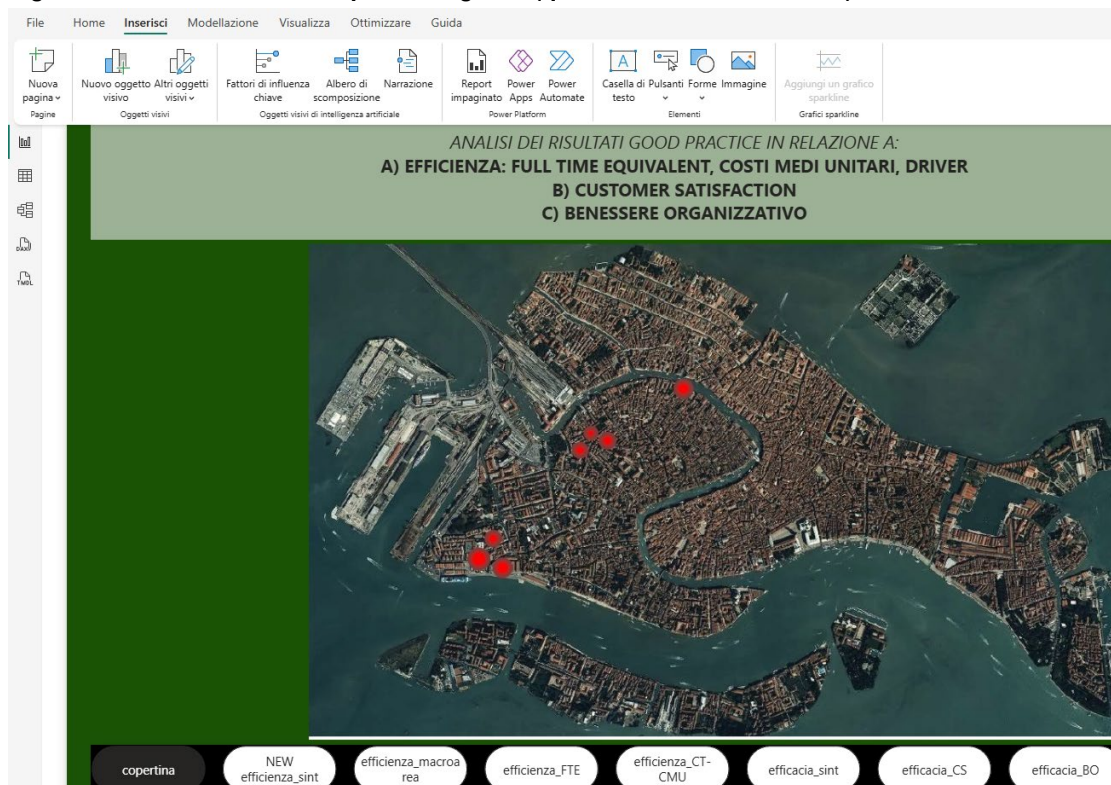 File Home Inserisci Modellazione Visualizza Ottimizzare Guida
Nuova pagina
Nuovo oggetto visivo
Altri oggetti visivi
Fattori di influenza chiave
Albero di scomposizione
Narrazione
Report impaginato
Power Apps
Power Automate
Casella di testo
Pulsanti
Forme
Immagine
Aggiungi un grafico sparkline
Pagine
Oggetti visivi
Oggetti visivi di intelligenza artificiale
Power Platform
Elementi
Grafici sparkline
DAX
TMDL
ANALISI DEI RISULTATI GOOD PRACTICE IN RELAZIONE A:
A) EFFICIENZA: FULL TIME EQUIVALENT, COSTI MEDI UNITARI, DRIVER
B) CUSTOMER SATISFACTION
C) BENESSERE ORGANIZZATIVO
copertina
NEW
efficienza_sint
efficienza_macroa
rea
efficienza_FTE
efficienza_CT-
CMU
efficacia_sint
efficacia_CS
efficacia_BO